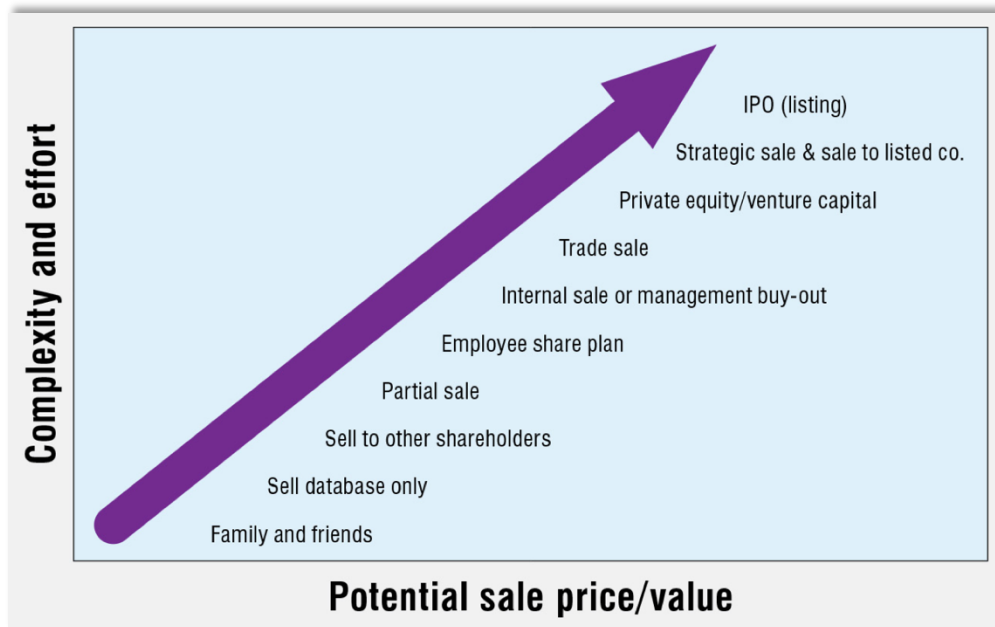 Complexity and effort
IPO (listing)
Strategic sale & sale to listed co.
Private equity/venture capital
Trade sale
Internal sale or management buy-out
Employee share plan
Partial sale
Sell to other shareholders
Sell database only
Family and friends
Potential sale price/value